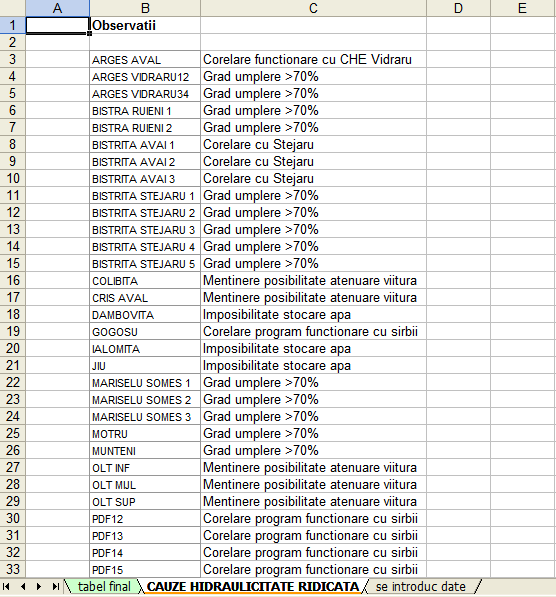 A B C D E
1 Observatii
2
3 ARGES AVAL Corelare functionare cu CHE Vidraru
4 ARGES VIDRARU12 Grad umplere >70%
5 ARGES VIDRARU34 Grad umplere >70%
6 BISTRA RUIENI 1 Grad umplere >70%
7 BISTRA RUIENI 2 Grad umplere >70%
8 BISTRITA AVAI 1 Corelare cu Stejaru
9 BISTRITA AVAI 2 Corelare cu Stejaru
10 BISTRITA AVAI 3 Corelare cu Stejaru
11 BISTRITA STEJARU 1 Grad umplere >70%
12 BISTRITA STEJARU 2 Grad umplere >70%
13 BISTRITA STEJARU 3 Grad umplere >70%
14 BISTRITA STEJARU 4 Grad umplere >70%
15 BISTRITA STEJARU 5 Grad umplere >70%
16 COLIBITA Mentinere posibilitate atenuare viitura
17 CRIS AVAL Mentinere posibilitate atenuare viitura
18 DAMBOVITA Imposibilitate stocare apa
19 GOGOSU Corelare program functionare cu sirbii
20 IALOMITA Imposibilitate stocare apa
21 JIU Imposibilitate stocare apa
22 MARISELU SOMES 1 Grad umplere >70%
23 MARISELU SOMES 2 Grad umplere >70%
24 MARISELU SOMES 3 Grad umplere >70%
25 MOTRU Grad umplere >70%
26 MUNTENI Grad umplere >70%
27 OLT INF Mentinere posibilitate atenuare viitura
28 OLT MIJL Mentinere posibilitate atenuare viitura
29 OLT SUP Mentinere posibilitate atenuare viitura
30 PDF12 Corelare program functionare cu sirbii
31 PDF13 Corelare program functionare cu sirbii
32 PDF14 Corelare program functionare cu sirbii
33 PDF15 Corelare program functionare cu sirbii
tabel final CAUZE HIDRAULICITATE RIDICATA se introduc date